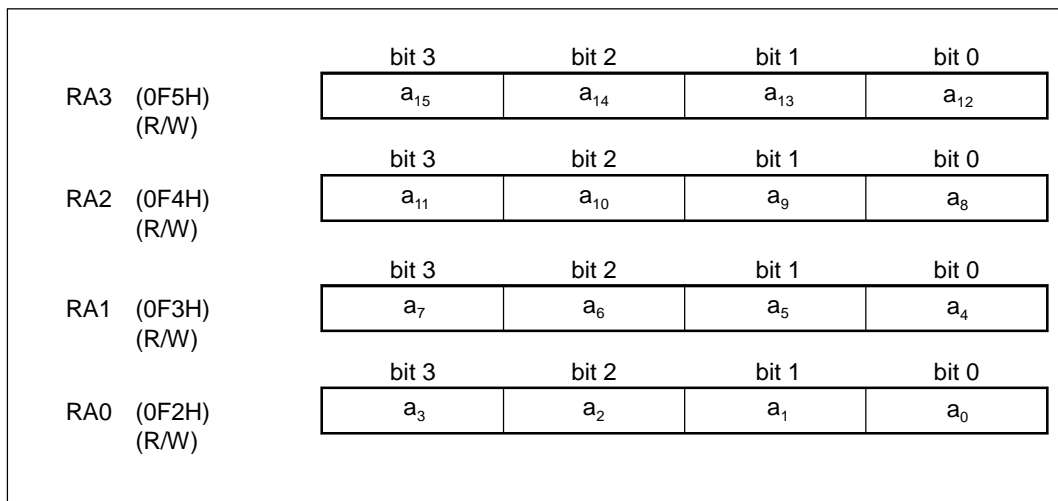 bit 3 bit 2 bit 1 bit 0
RA3 (0F5H) a15 a14 a13 a12
(R/W)
bit 3 bit 2 bit 1 bit 0
RA2 (0F4H) a11 a10 a9 a8
(R/W)
bit 3 bit 2 bit 1 bit 0
RA1 (0F3H) a7 a6 a5 a4
(R/W)
bit 3 bit 2 bit 1 bit 0
RA0 (0F2H) a3 a2 a1 a0
(R/W)